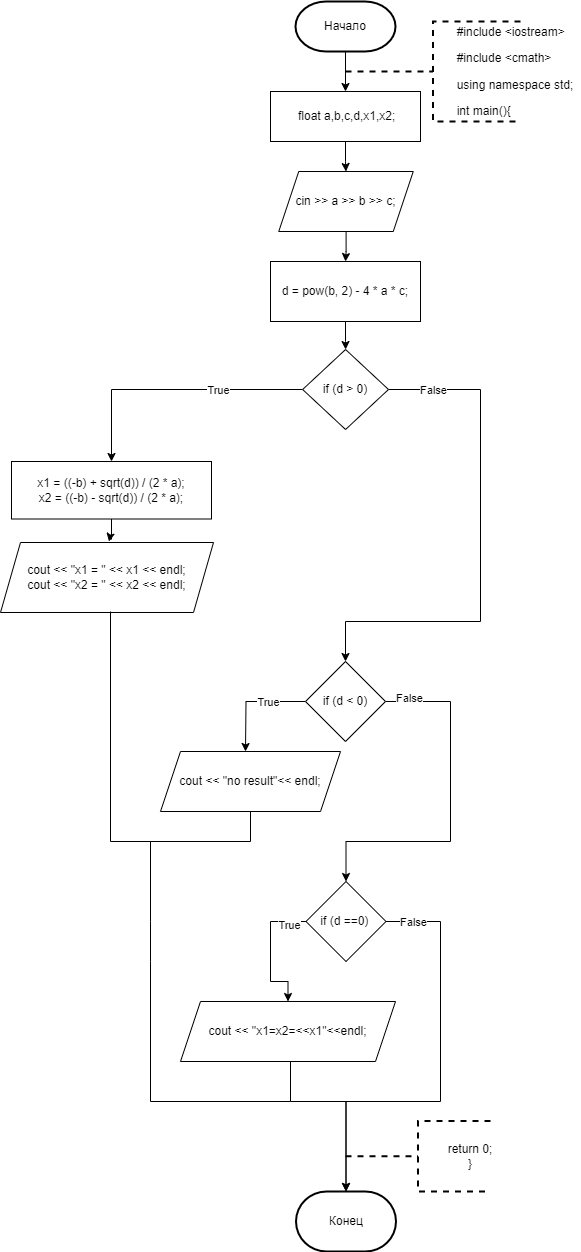 Начало
#include <iostream>
#include <cmath>
using namespace std;
int main(){
float a,b,c,d,x1,x2;
cin >> a >> b >> c;
d = pow(b, 2) - 4 * a * c;
if (d > 0)
True
False
x1 = ((-b) + sqrt(d)) / (2 * a);
x2 = ((-b) - sqrt(d)) / (2 * a);
cout << "x1 = " << x1 << endl;
cout << "x2 = " << x2 << endl;
if (d < 0)
True
False
cout << "no result"<< endl;
if (d ==0)
True
False
cout << "x1=x2=<<x1"<<endl;
return 0;
}
Конец